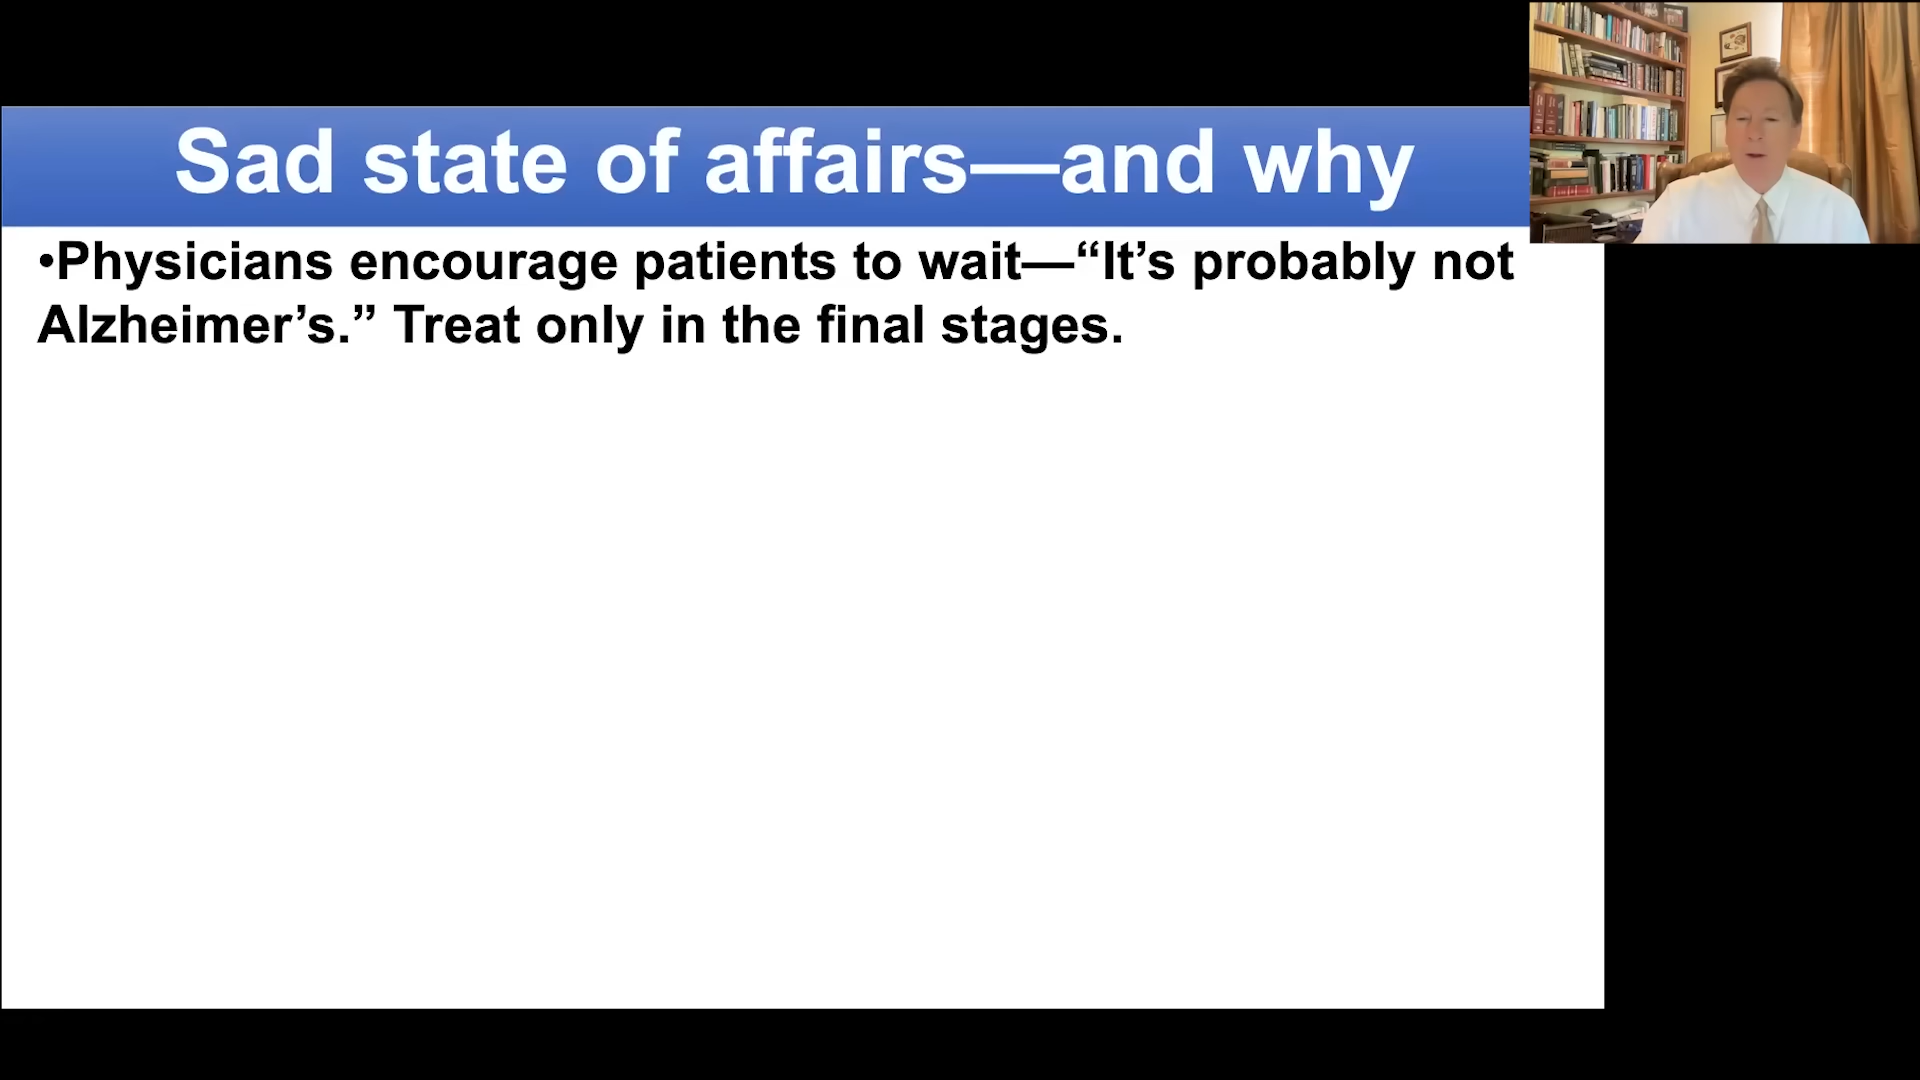 Sad state of affairs—and why
•Physicians encourage patients to wait—“It’s probably not
Alzheimer’s.” Treat only in the final stages.